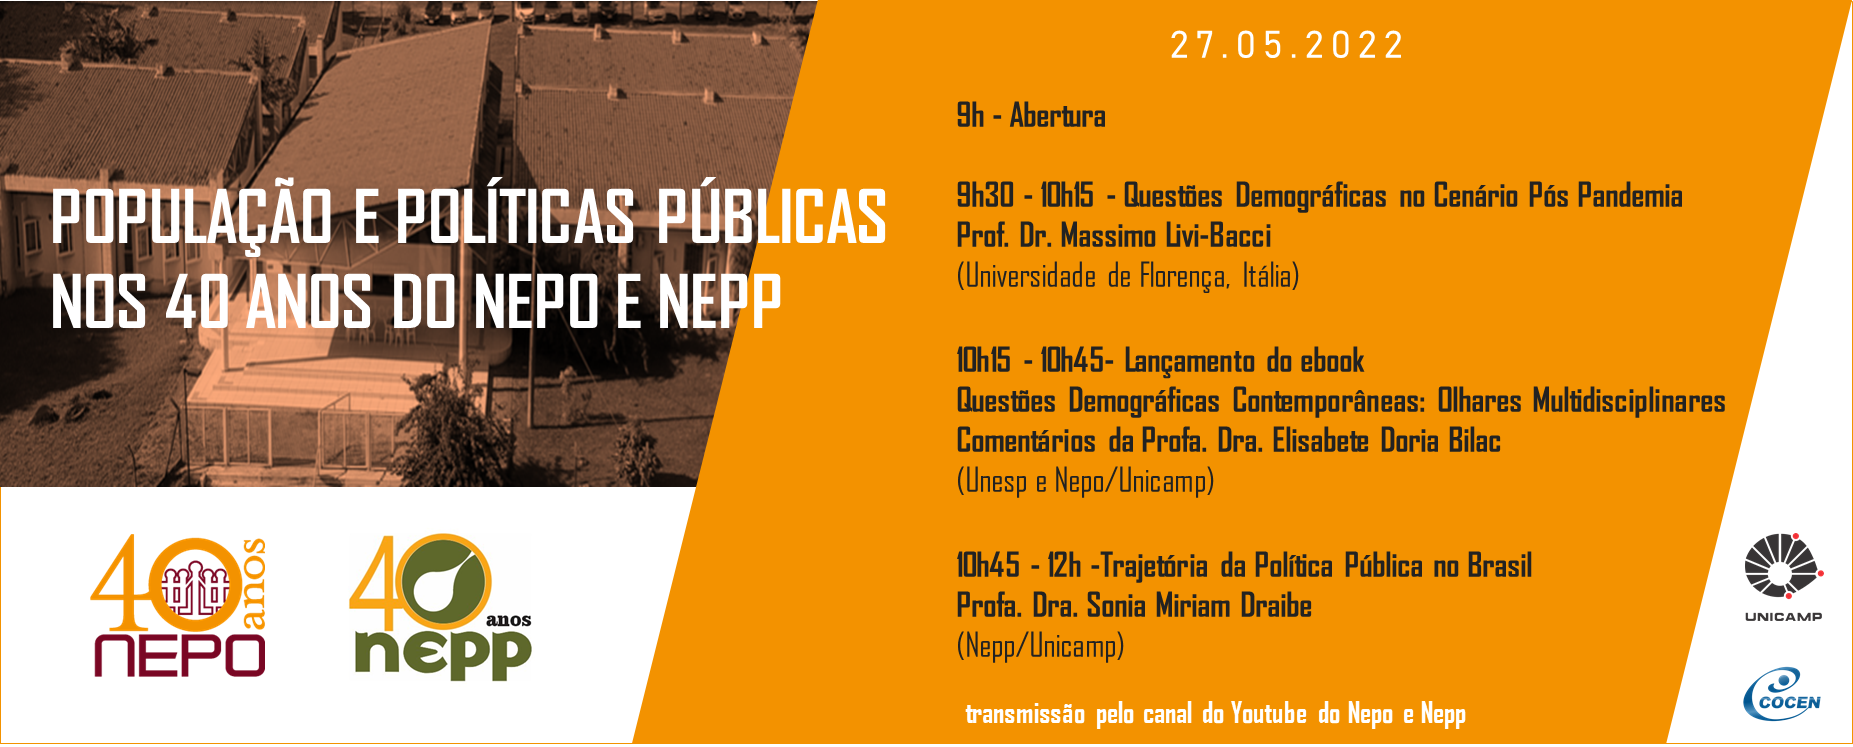 POPULAÇÃO E POLÍTICAS PÚBLICAS
NOS 40 ANOS DO NEPO E NEPP
40 anos
NEPO
40 anos
nepp
27.05.2022
9h - Abertura
9h30 - 10h15 - Questões Demográficas no Cenário Pós Pandemia
Prof. Dr. Massimo Livi-Bacci
(Universidade de Florença, Itália)
10h15 - 10h45- Lançamento do ebook
Questões Demográficas Contemporâneas: Olhares Multidisciplinares
Comentários da Profa. Dra. Elisabete Doria Bilac
(Unesp e Nepo/Unicamp)
10h45 - 12h -Trajetória da Política Pública no Brasil
Profa. Dra. Sonia Miriam Draibe
(Nepp/Unicamp)
transmissão pelo canal do Youtube do Nepo e Nepp
UNICAMP
COCEN